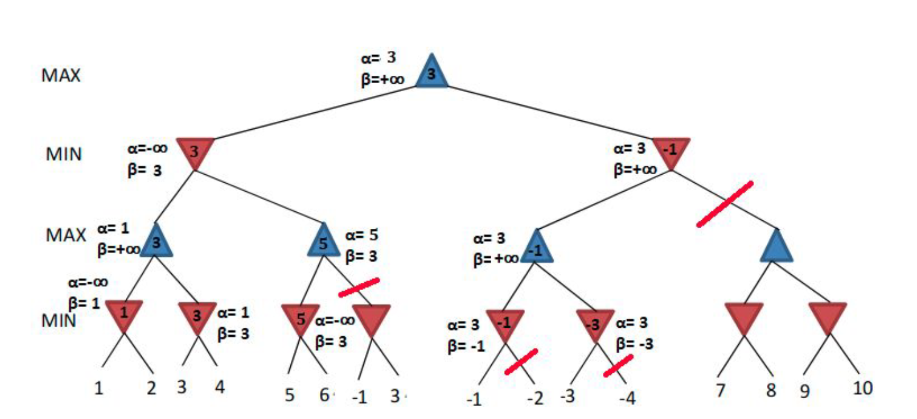 MAX
α= 3
β=+∞
3
MIN
α=-∞
β= 3
3
α= 3
β=+∞
-1
MAX
α= 1
β=+∞
3
5
α= 5
β= 3
α= 3
β=+∞
-1
MIN
α=-∞
β= 1
1
3
α= 1
β= 3
5
α=-∞
β= 3
α= 3
β= -1
-1
-3
α= 3
β= -3
1 2 3 4 5 6 -1 3 -1 -2 -3 -4 7 8 9 10